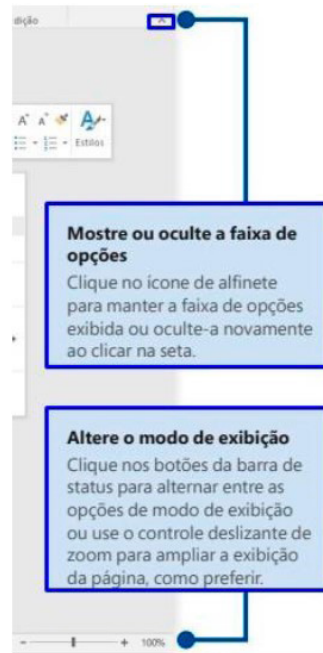 dição
Estilos
Mostre ou oculte a faixa de
opções
Clique no ícone de alfinete
para manter a faixa de opções
exibida ou oculte-a novamente
ao clicar na seta.
Altere o modo de exibição
Clique nos botões da barra de
status para alternar entre as
opções de modo de exibição
ou use o controle deslizante de
zoom para ampliar a exibição
da página, como preferir.
100%